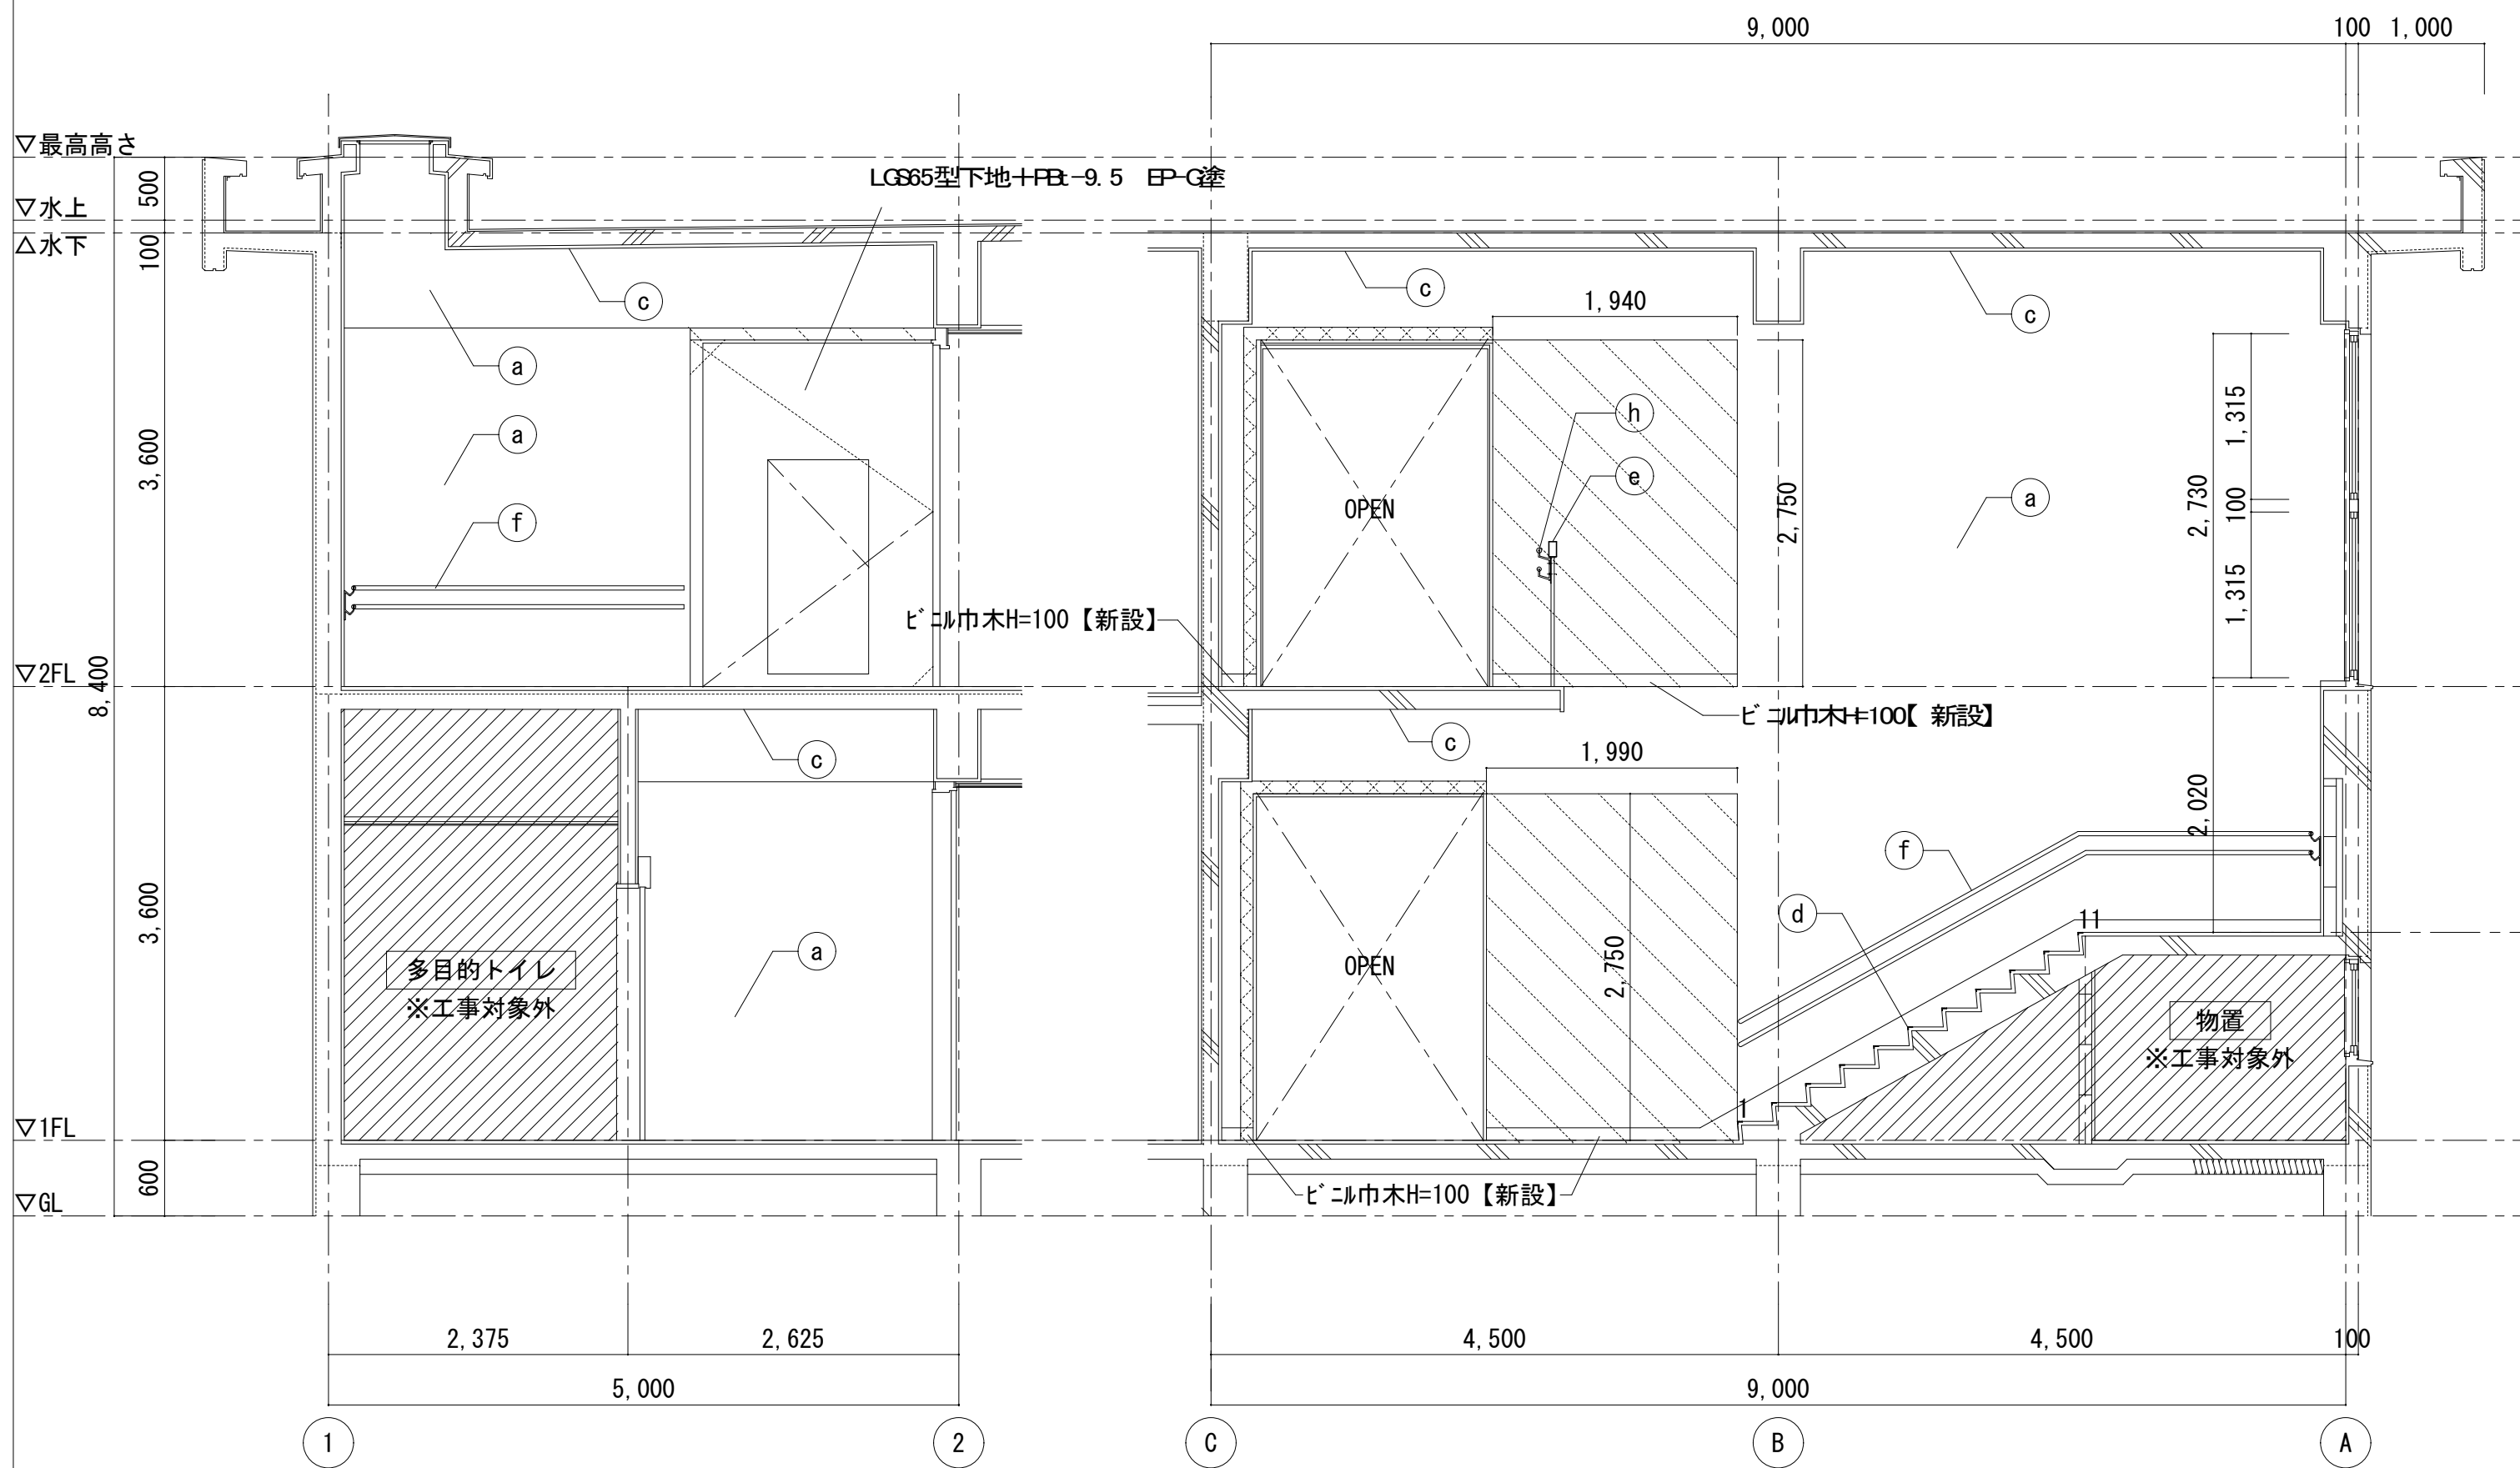 9,000
100
1,000
▽最高高さ
500
LGS65型下地+PBt-9.5 EP-G塗
▽水上
△水下
100
c
c
c
1,940
a
a
f
h
e
a
3,600
OPEN
2,750
1,315
2,730
100
1,315
ビニル巾木H=100【新設】
▽2FL
8,400
ビニル巾木H=100【新設】
c
c
1,990
2,020
f
d
11
3,600
a
OPEN
2,750
多目的トイレ
※工事対象外
物置
※工事対象外
1
▽1FL
600
▽GL
ビニル巾木H=100【新設】
2,375
2,625
4,500
4,500
100
5,000
9,000
1
2
C
B
A